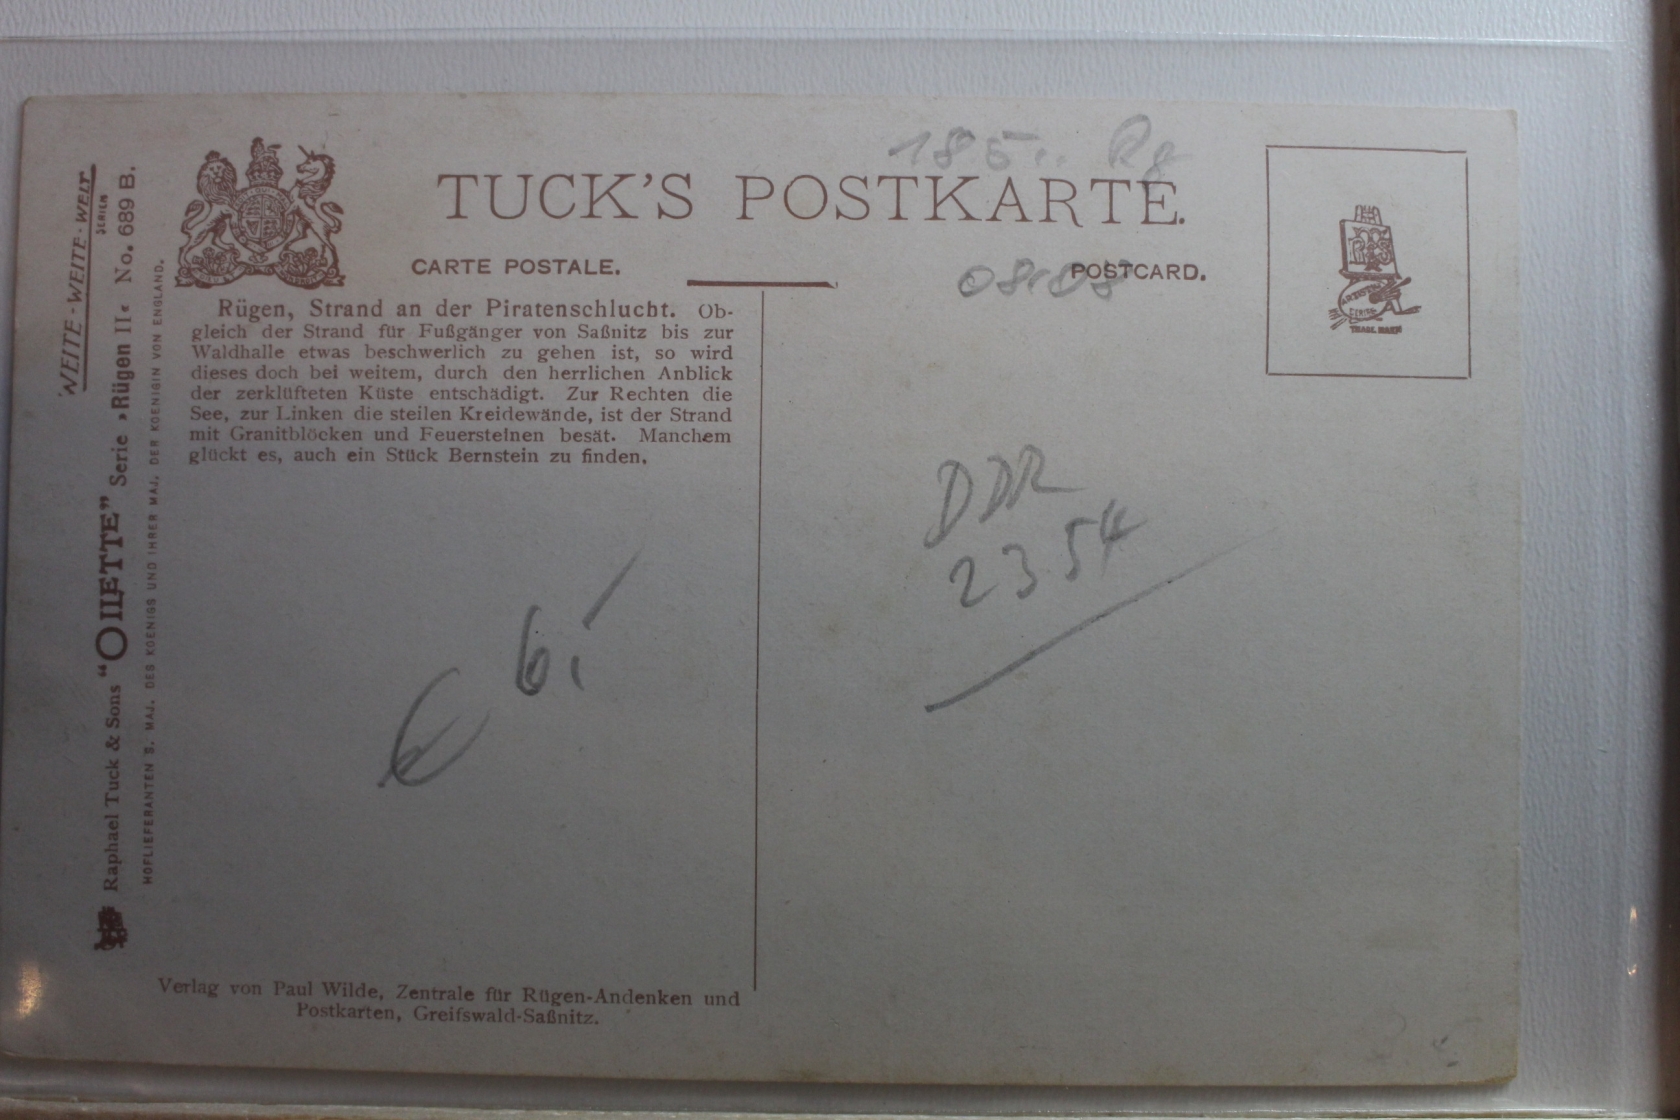 185.. Rg
TUCK'S POSTKARTE.
CARTE POSTALE.
POSTCARD.
08.08
Rügen, Strand an der Piratenschlucht. Ob-
gleich der Strand für Fußgänger von Saßnitz bis zur
Waldhalle etwas beschwerlich zu gehen ist, so wird
dieses doch bei weitem, durch den herrlichen Anblick
der zerklüfteten Küste entschädigt. Zur Rechten die
See, zur Linken die steilen Kreidewände, ist der Strand
mit Granitblöcken und Feuersteinen besät. Manchem
glückt es, auch ein Stück Bernstein zu finden.
WEITE-WEITE-WELT
SERIEN
Raphael Tuck & Sons "OILETTE" Serie »Rügen II« No. 689 B.
HOFLIEFERANTEN S. MAJ. DES KOENIGS UND IHRER MAJ. DER KOENIGIN VON ENGLAND.
DDR
2354
€ 6,-
Verlag von Paul Wilde, Zentrale für Rügen-Andenken und
Postkarten, Greifswald-Saßnitz.